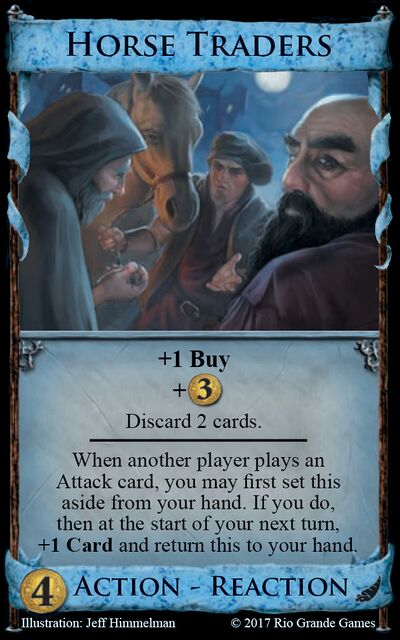 HORSE TRADERS
+1 Buy
+3
Discard 2 cards.
When another player plays an
Attack card, you may first set this
aside from your hand. If you do,
then at the start of your next turn,
+1 Card and return this to your hand.
4 ACTION - REACTION
Illustration: Jeff Himmelman © 2017 Rio Grande Games